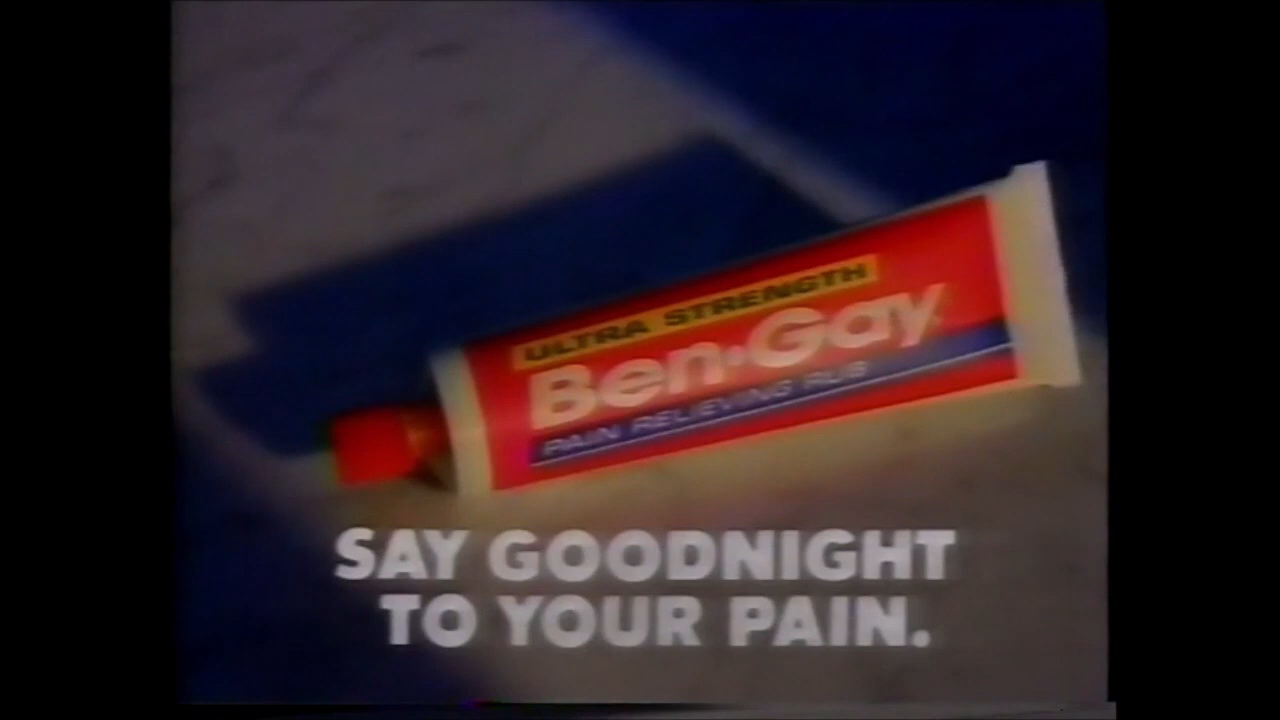 ULTRA STRENGTH
Ben•Gay
PAIN RELIEVING RUB
SAY GOODNIGHT
TO YOUR PAIN.